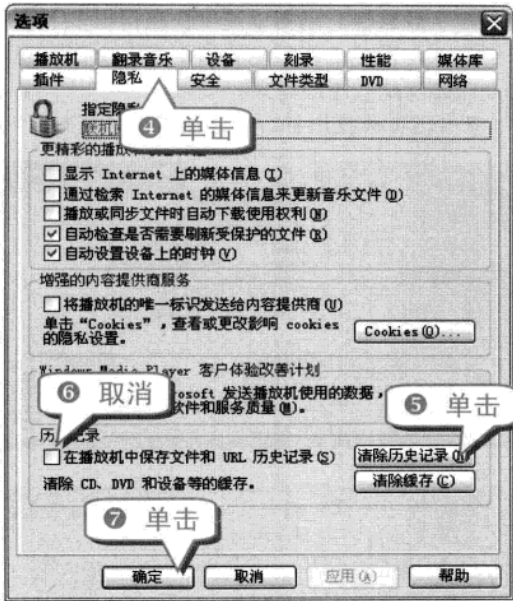 选项
播放机 翻录音乐 设备 刻录 性能 媒体库
插件 隐私 安全 文件类型 DVD 网络
指定隐
❹ 单击
更精彩的播放
显示 Internet 上的媒体信息(I)
通过检索 Internet 的媒体信息来更新音乐文件(D)
播放或同步文件时自动下载使用权利(N)
自动检查是否需要刷新受保护的文件(R)
自动设置设备上的时钟(V)
增强的内容提供商服务
将播放机的唯一标识发送给内容提供商(U)
单击“Cookies”，查看或更改影响 cookies
的隐私设置。
Cookies(O)...
Windows Media Player 客户体验改善计划
❻ 取消
rosoft 发送播放机使用的数据，
软件和服务质量(M)。
❺ 单击
历史记录
在播放机中保存文件和 URL 历史记录(S)
清除历史记录
清除 CD、DVD 和设备等的缓存。
清除缓存(C)
❼ 单击
确定 取消 应用(A) 帮助